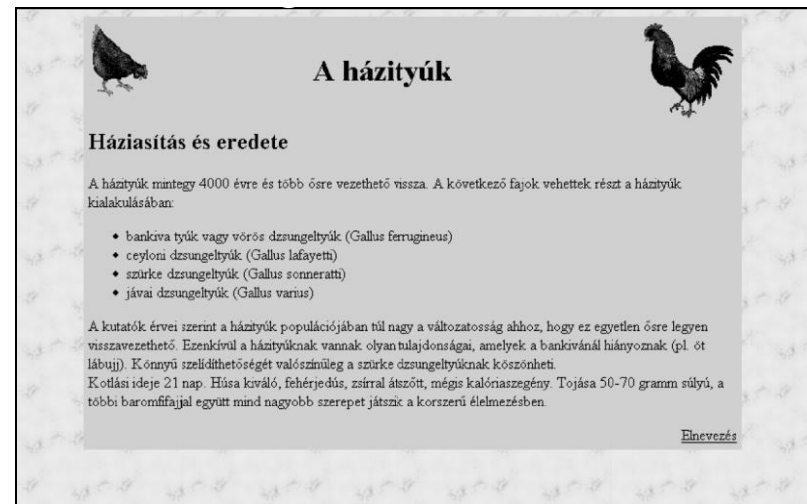 A házityúk
Háziasítás és eredete
A házityúk mintegy 4000 évre és több ősre vezethető vissza. A következő fajok vehettek részt a házityúk
kialakulásában:
• bankiva tyúk vagy vörös dzsungeltyúk (Gallus ferrugineus)
• ceyloni dzsungeltyúk (Gallus lafayetti)
• szürke dzsungeltyúk (Gallus sonneratti)
• jávai dzsungeltyúk (Gallus varius)
A kutatók érvei szerint a házityúk populációjában túl nagy a változatosság ahhoz, hogy ez egyetlen ősre legyen
visszavezethető. Ezenkívül a házityúknak vannak olyan tulajdonságai, amelyek a bankivánál hiányoznak (pl. öt
lábujj). Könnyű szelídíthetőségét valószínűleg a szürke dzsungeltyúknak köszönheti.
Kotlási ideje 21 nap. Húsa kiváló, fehérjedús, zsírral átszőtt, mégis kalóriaszegény. Tojása 50-70 gramm súlyú, a
többi baromfifajjal együtt mind nagyobb szerepet játszik a korszerű élelmezésben.
Elnevezés